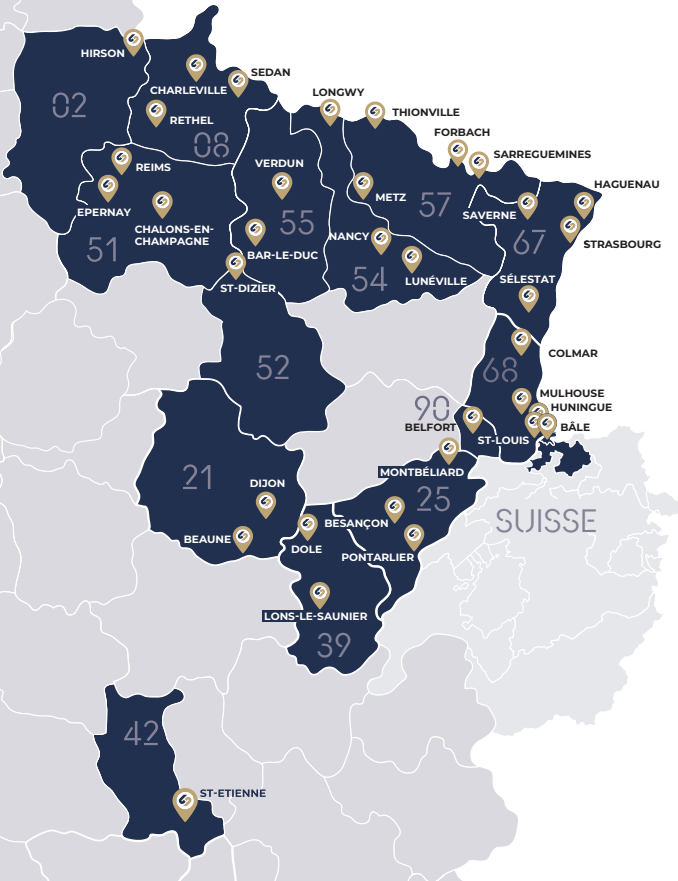 HIRSON
SEDAN
CHARLEVILLE
LONGWY
02
RETHEL
THIONVILLE
FORBACH
08
SARREGUEMINES
VERDUN
REIMS
HAGUENAU
METZ
57
EPERNAY
SAVERNE
55
CHALONS-EN-
CHAMPAGNE
NANCY
67
STRASBOURG
51
BAR-LE-DUC
54
LUNÉVILLE
SÉLESTAT
ST-DIZIER
COLMAR
52
68
MULHOUSE
90
HUNINGUE
BELFORT
BÂLE
ST-LOUIS
MONTBÉLIARD
21
DIJON
25
SUISSE
BESANÇON
BEAUNE
DOLE
PONTARLIER
LONS-LE-SAUNIER
39
42
ST-ETIENNE